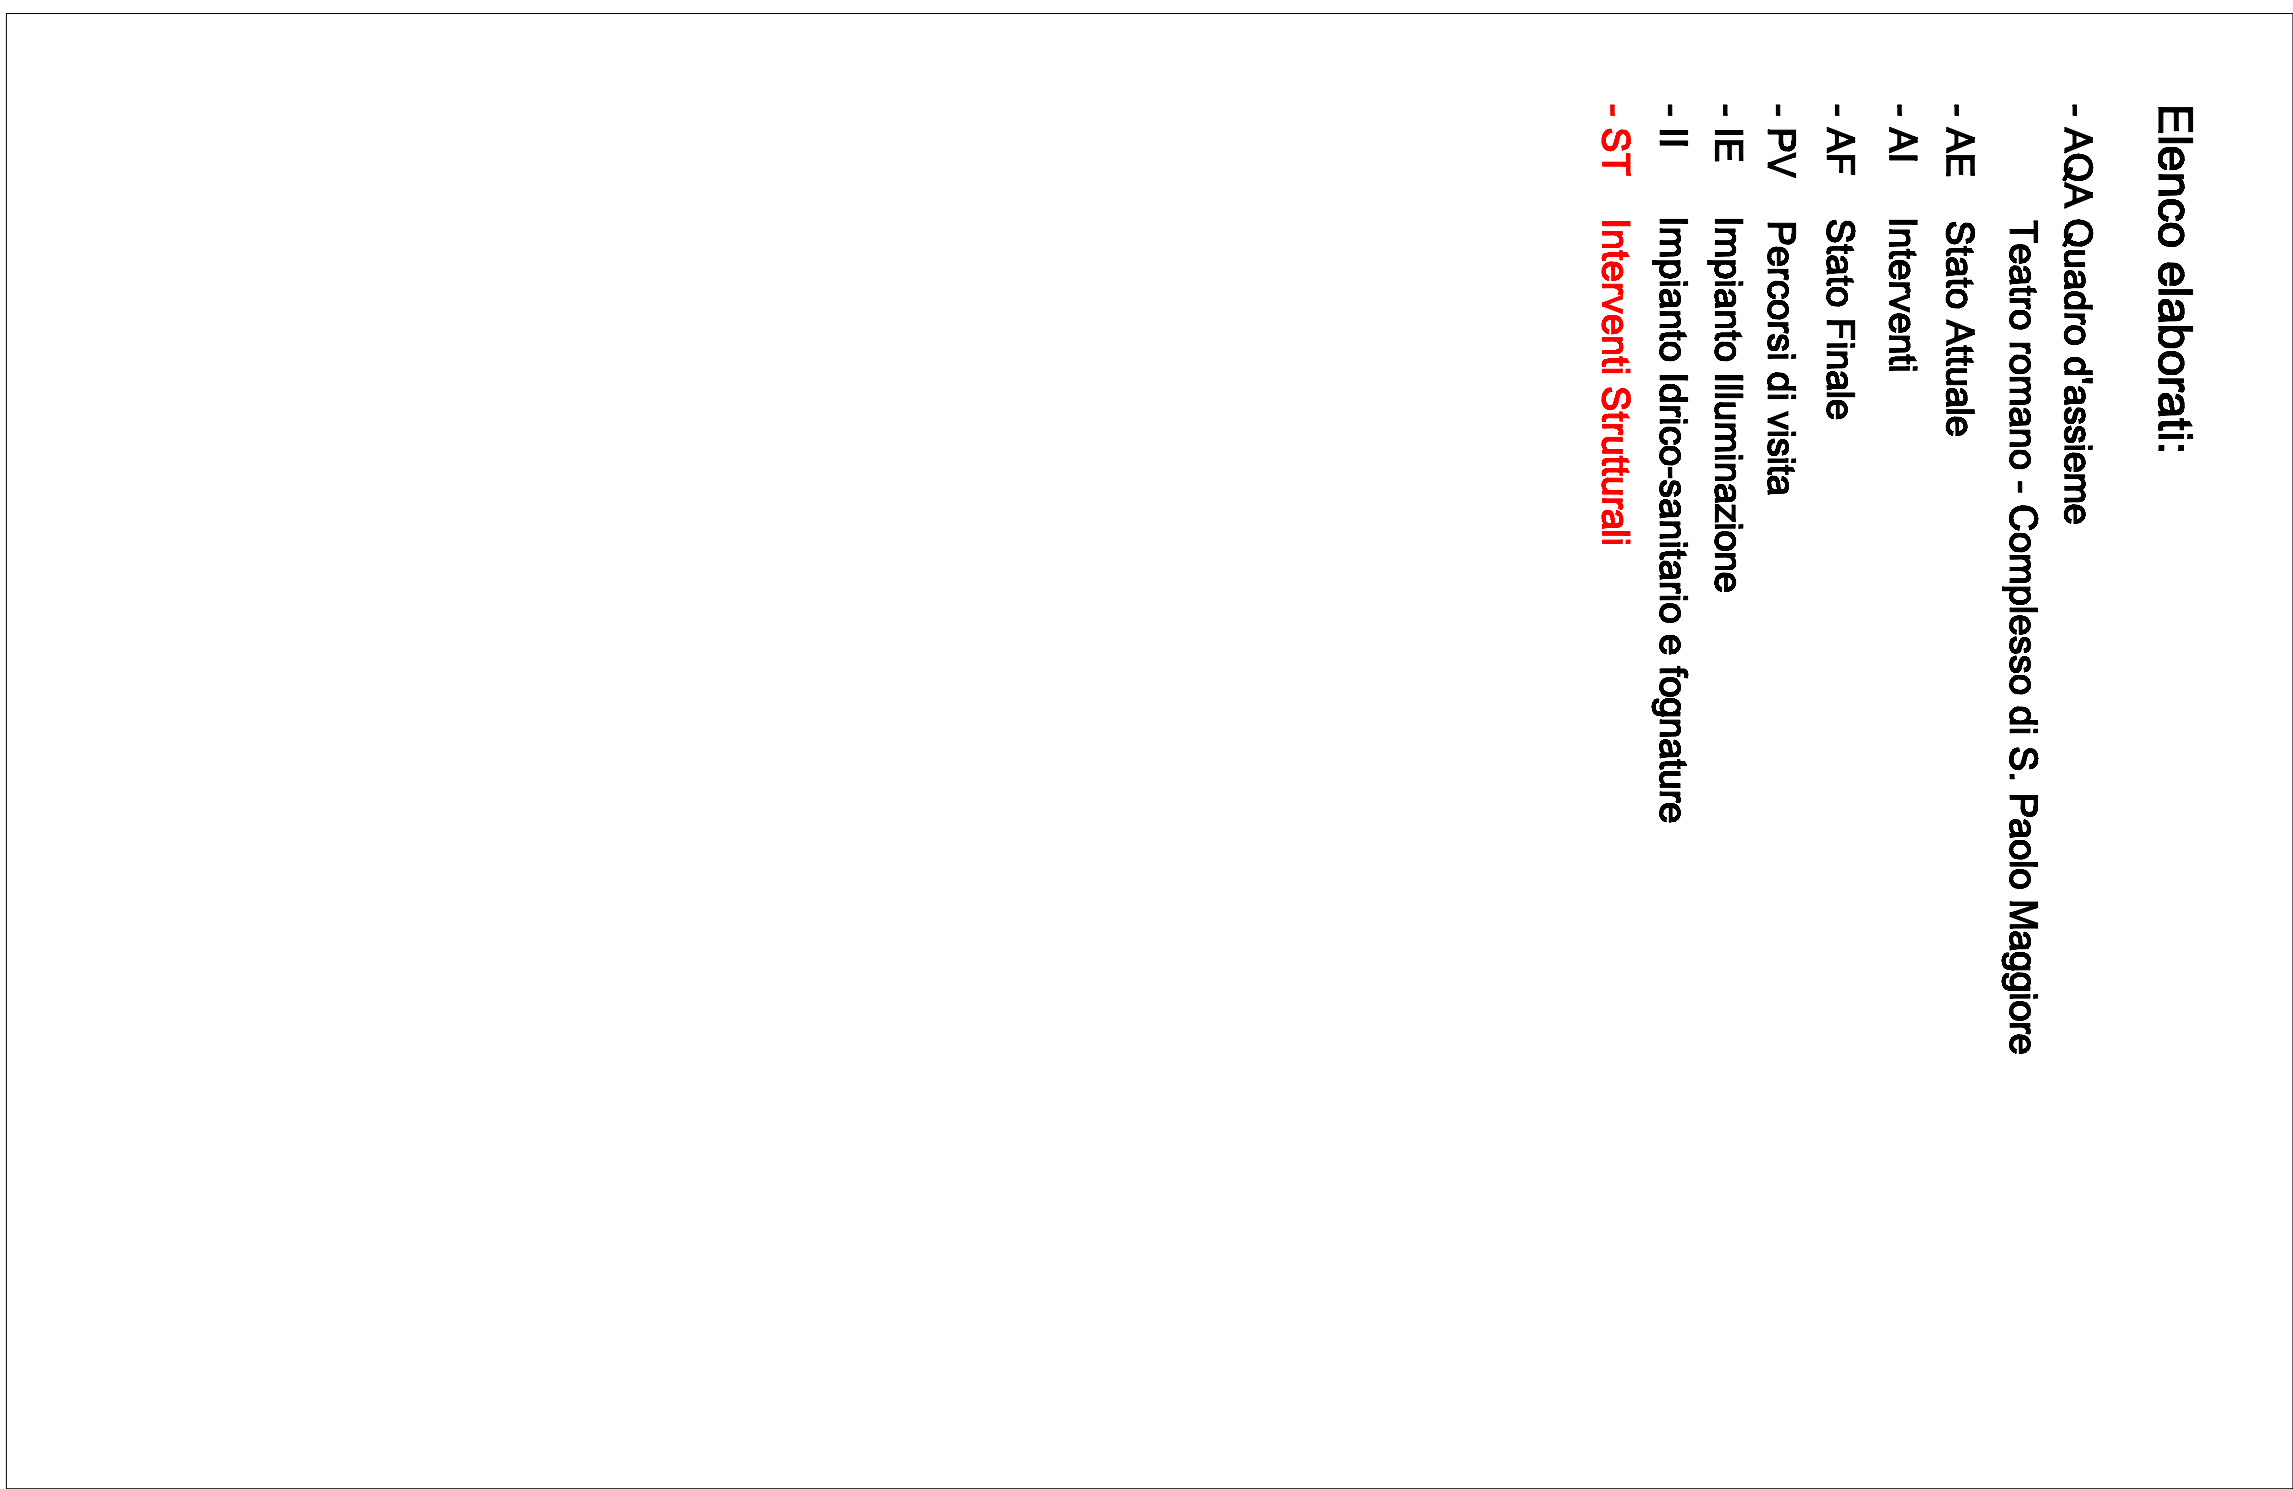 Elenco elaborati:
- AQA Quadro d'assieme
Teatro romano - Complesso di S. Paolo Maggiore
- AE Stato Attuale
- AI Interventi
- AF Stato Finale
- PV Percorsi di visita
- IE Impianto Illuminazione
- II Impianto Idrico-sanitario e fognature
- ST Interventi Strutturali